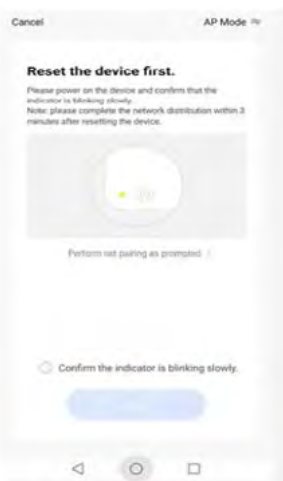 Cancel AP Mode
Reset the device first.
Please power on the device and confirm that the
indicator is blinking slowly.
Note: please complete the network distribution within 3
minutes after resetting the device.
Perform net pairing as prompted.
Confirm the indicator is blinking slowly.